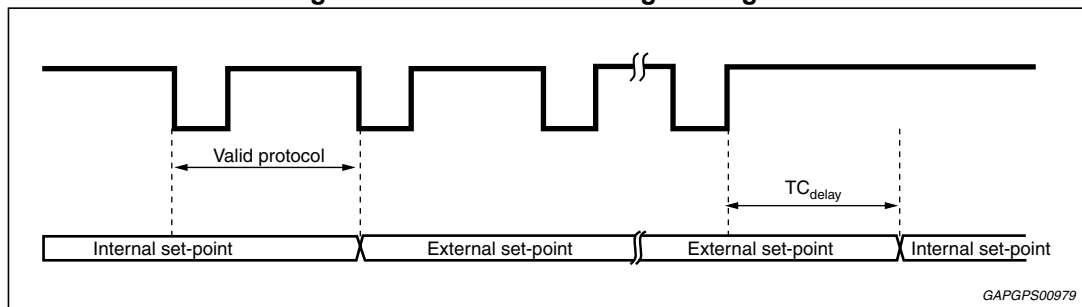 Valid protocol
TCdelay
Internal set-point
External set-point
External set-point
Internal set-point
GAPGPS00979